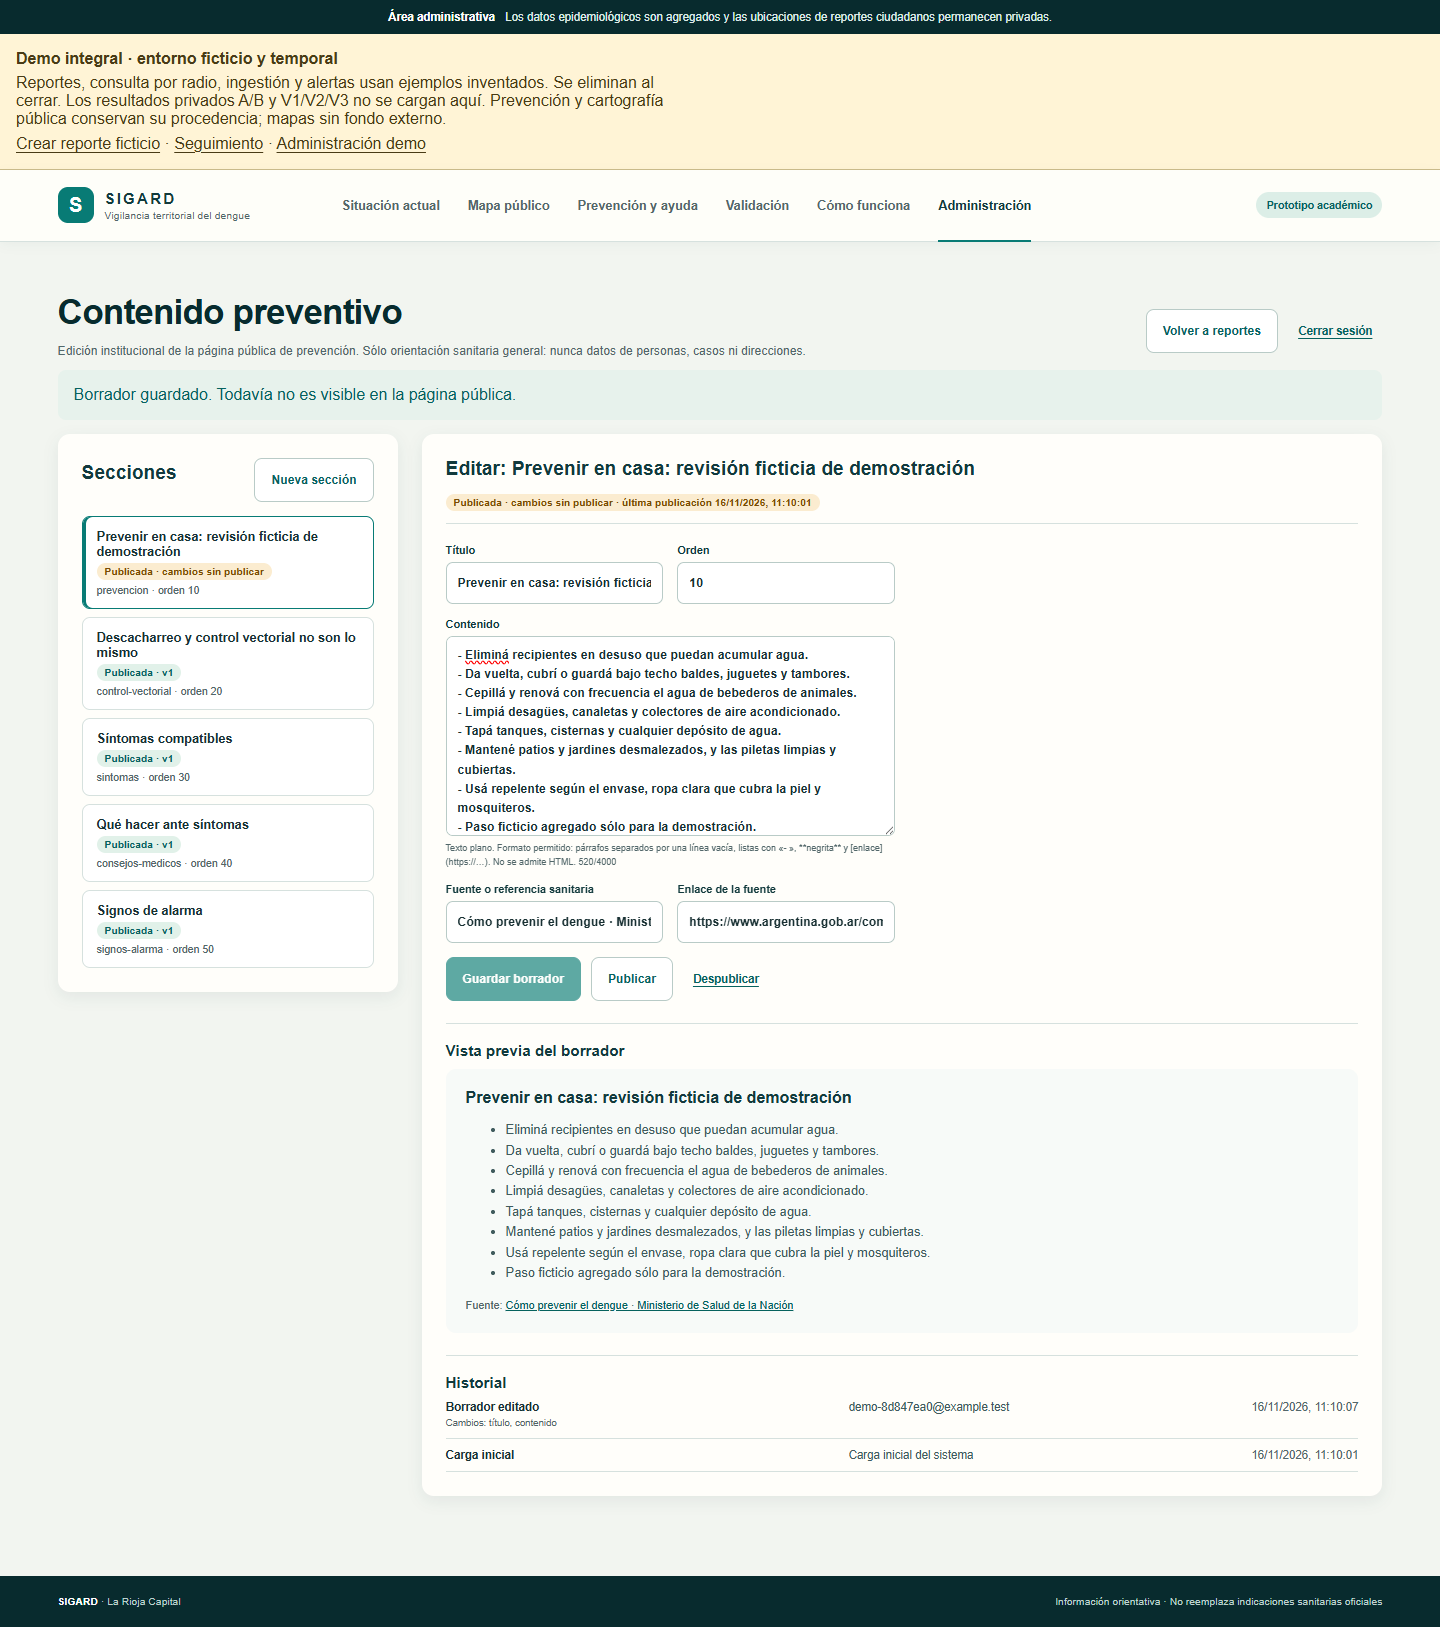 Área administrativa Los datos epidemiológicos son agregados y las ubicaciones de reportes ciudadanos permanecen privadas.
Demo integral · entorno ficticio y temporal
Reportes, consulta por radio, ingestión y alertas usan ejemplos inventados. Se eliminan al
cerrar. Los resultados privados A/B y V1/V2/V3 no se cargan aquí. Prevención y cartografía
pública conservan su procedencia; mapas sin fondo externo.
Crear reporte ficticio · Seguimiento · Administración demo
S
SIGARD
Vigilancia territorial del dengue
Situación actual
Mapa público
Prevención y ayuda
Validación
Cómo funciona
Administración
Prototipo académico
Contenido preventivo
Edición institucional de la página pública de prevención. Sólo orientación sanitaria general: nunca datos de personas, casos ni direcciones.
Volver a reportes
Cerrar sesión
Borrador guardado. Todavía no es visible en la página pública.
Secciones
Nueva sección
Prevenir en casa: revisión ficticia de
demostración
Publicada · cambios sin publicar
prevencion · orden 10
Descacharreo y control vectorial no son lo
mismo
Publicada · v1
control-vectorial · orden 20
Síntomas compatibles
Publicada · v1
sintomas · orden 30
Qué hacer ante síntomas
Publicada · v1
consejos-medicos · orden 40
Signos de alarma
Publicada · v1
signos-alarma · orden 50
Editar: Prevenir en casa: revisión ficticia de demostración
Publicada · cambios sin publicar · última publicación 16/11/2026, 11:10:01
Título
Orden
Prevenir en casa: revisión ficticia
10
Contenido
- Eliminá recipientes en desuso que puedan acumular agua.
- Da vuelta, cubrí o guardá bajo techo baldes, juguetes y tambores.
- Cepillá y renová con frecuencia el agua de bebederos de animales.
- Limpiá desagües, canaletas y colectores de aire acondicionado.
- Tapá tanques, cisternas y cualquier depósito de agua.
- Mantené patios y jardines desmalezados, y las piletas limpias y
cubiertas.
- Usá repelente según el envase, ropa clara que cubra la piel y
mosquiteros.
- Paso ficticio agregado sólo para la demostración.
Texto plano. Formato permitido: párrafos separados por una línea vacía, listas con «- », **negrita** y [enlace]
(https://…). No se admite HTML. 520/4000
Fuente o referencia sanitaria
Enlace de la fuente
Cómo prevenir el dengue · Minist
https://www.argentina.gob.ar/con
Guardar borrador
Publicar
Despublicar
Vista previa del borrador
Prevenir en casa: revisión ficticia de demostración
• Eliminá recipientes en desuso que puedan acumular agua.
• Da vuelta, cubrí o guardá bajo techo baldes, juguetes y tambores.
• Cepillá y renová con frecuencia el agua de bebederos de animales.
• Limpiá desagües, canaletas y colectores de aire acondicionado.
• Tapá tanques, cisternas y cualquier depósito de agua.
• Mantené patios y jardines desmalezados, y las piletas limpias y cubiertas.
• Usá repelente según el envase, ropa clara que cubra la piel y mosquiteros.
• Paso ficticio agregado sólo para la demostración.
Fuente: Cómo prevenir el dengue · Ministerio de Salud de la Nación
Historial
Borrador editado
demo-8d847ea0@example.test
16/11/2026, 11:10:07
Cambios: título, contenido
Carga inicial
Carga inicial del sistema
16/11/2026, 11:10:01
SIGARD · La Rioja Capital
Información orientativa · No reemplaza indicaciones sanitarias oficiales